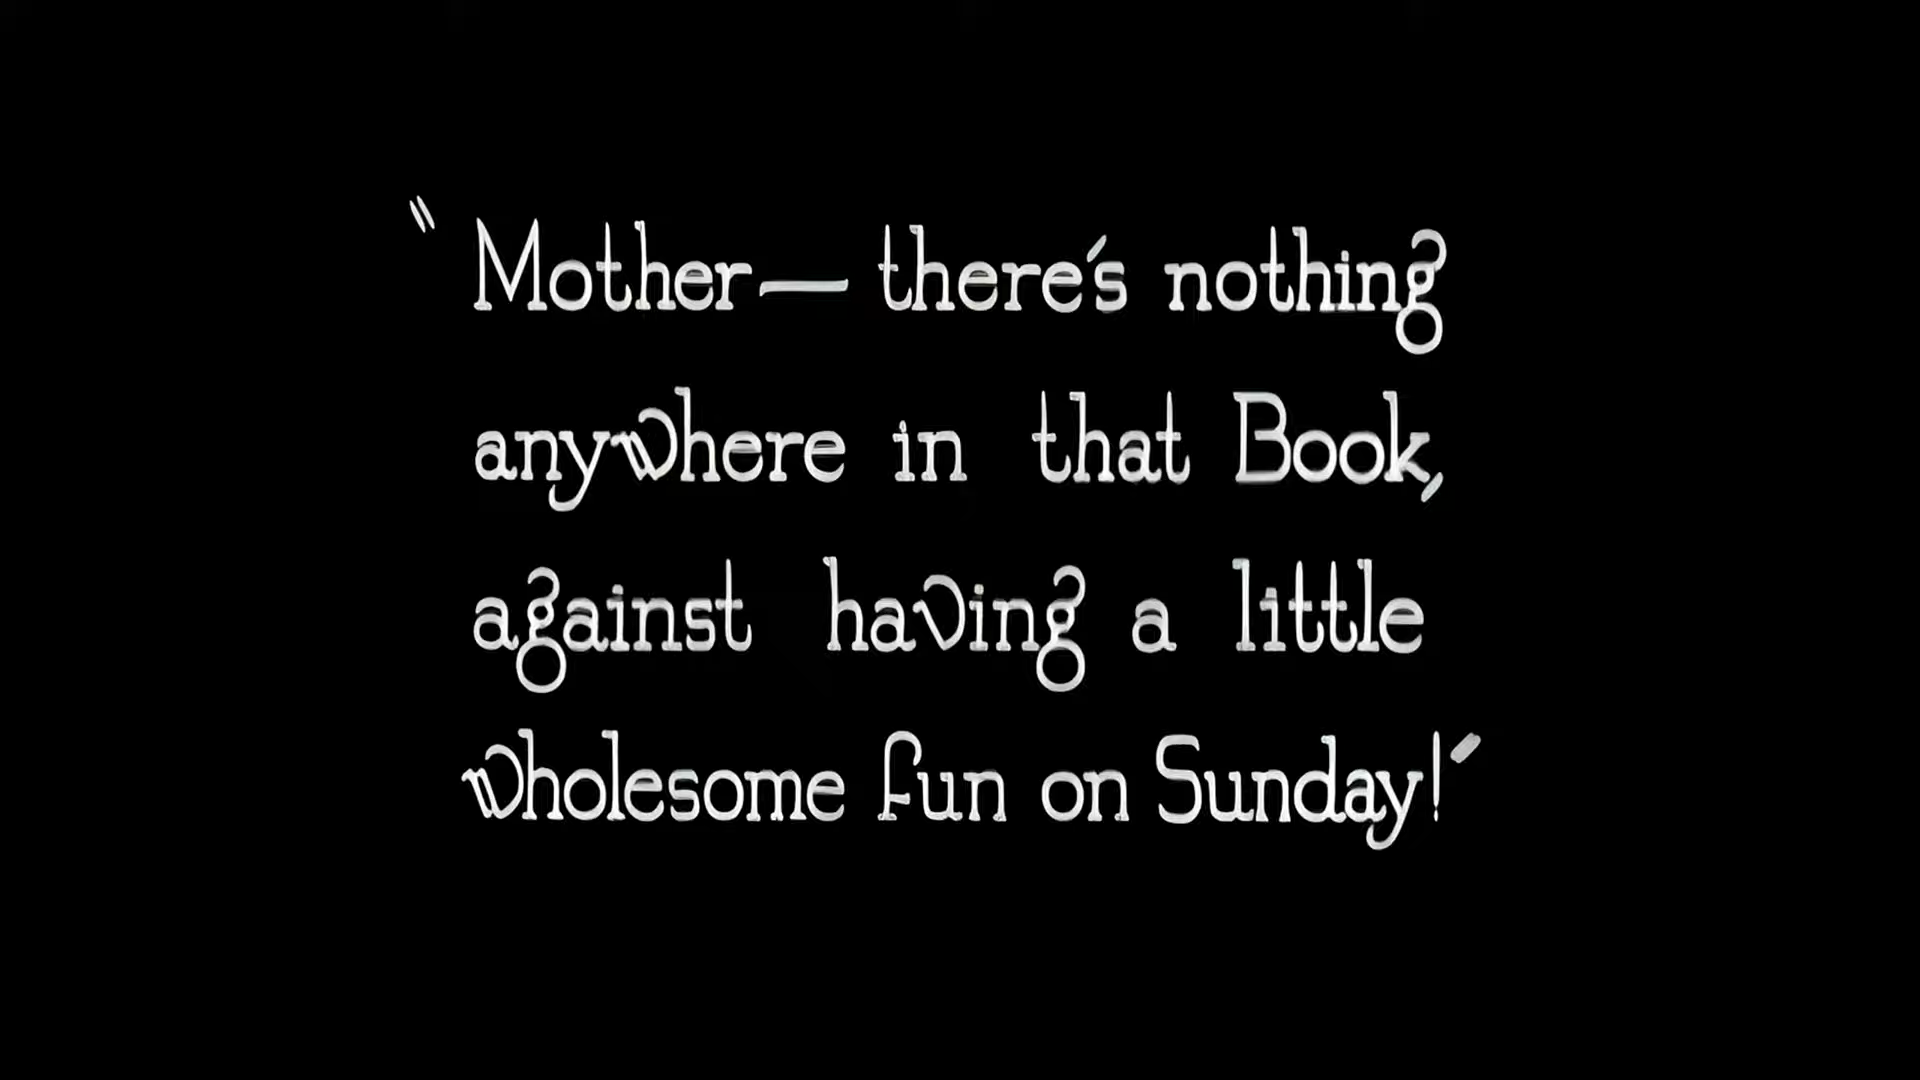 "Mother— there's nothing
anywhere in that Book,
against having a little
wholesome fun on Sunday!"